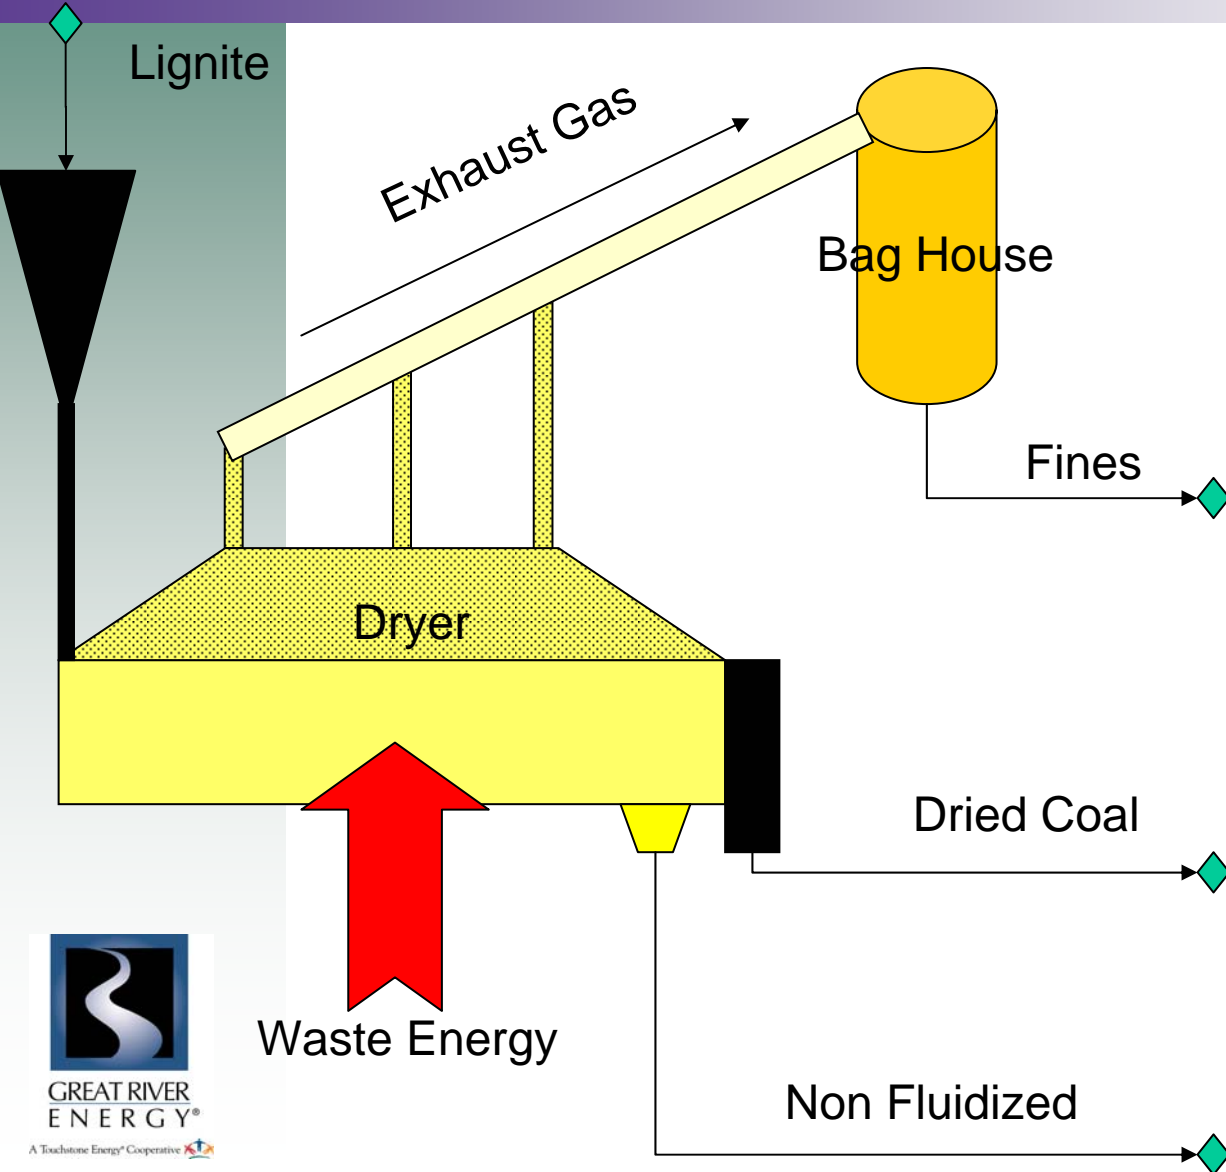 Lignite
Exhaust Gas
Bag House
Fines
Dryer
Dried Coal
Waste Energy
Non Fluidized
GREAT RIVER
ENERGY®
A Touchstone Energy® Cooperative